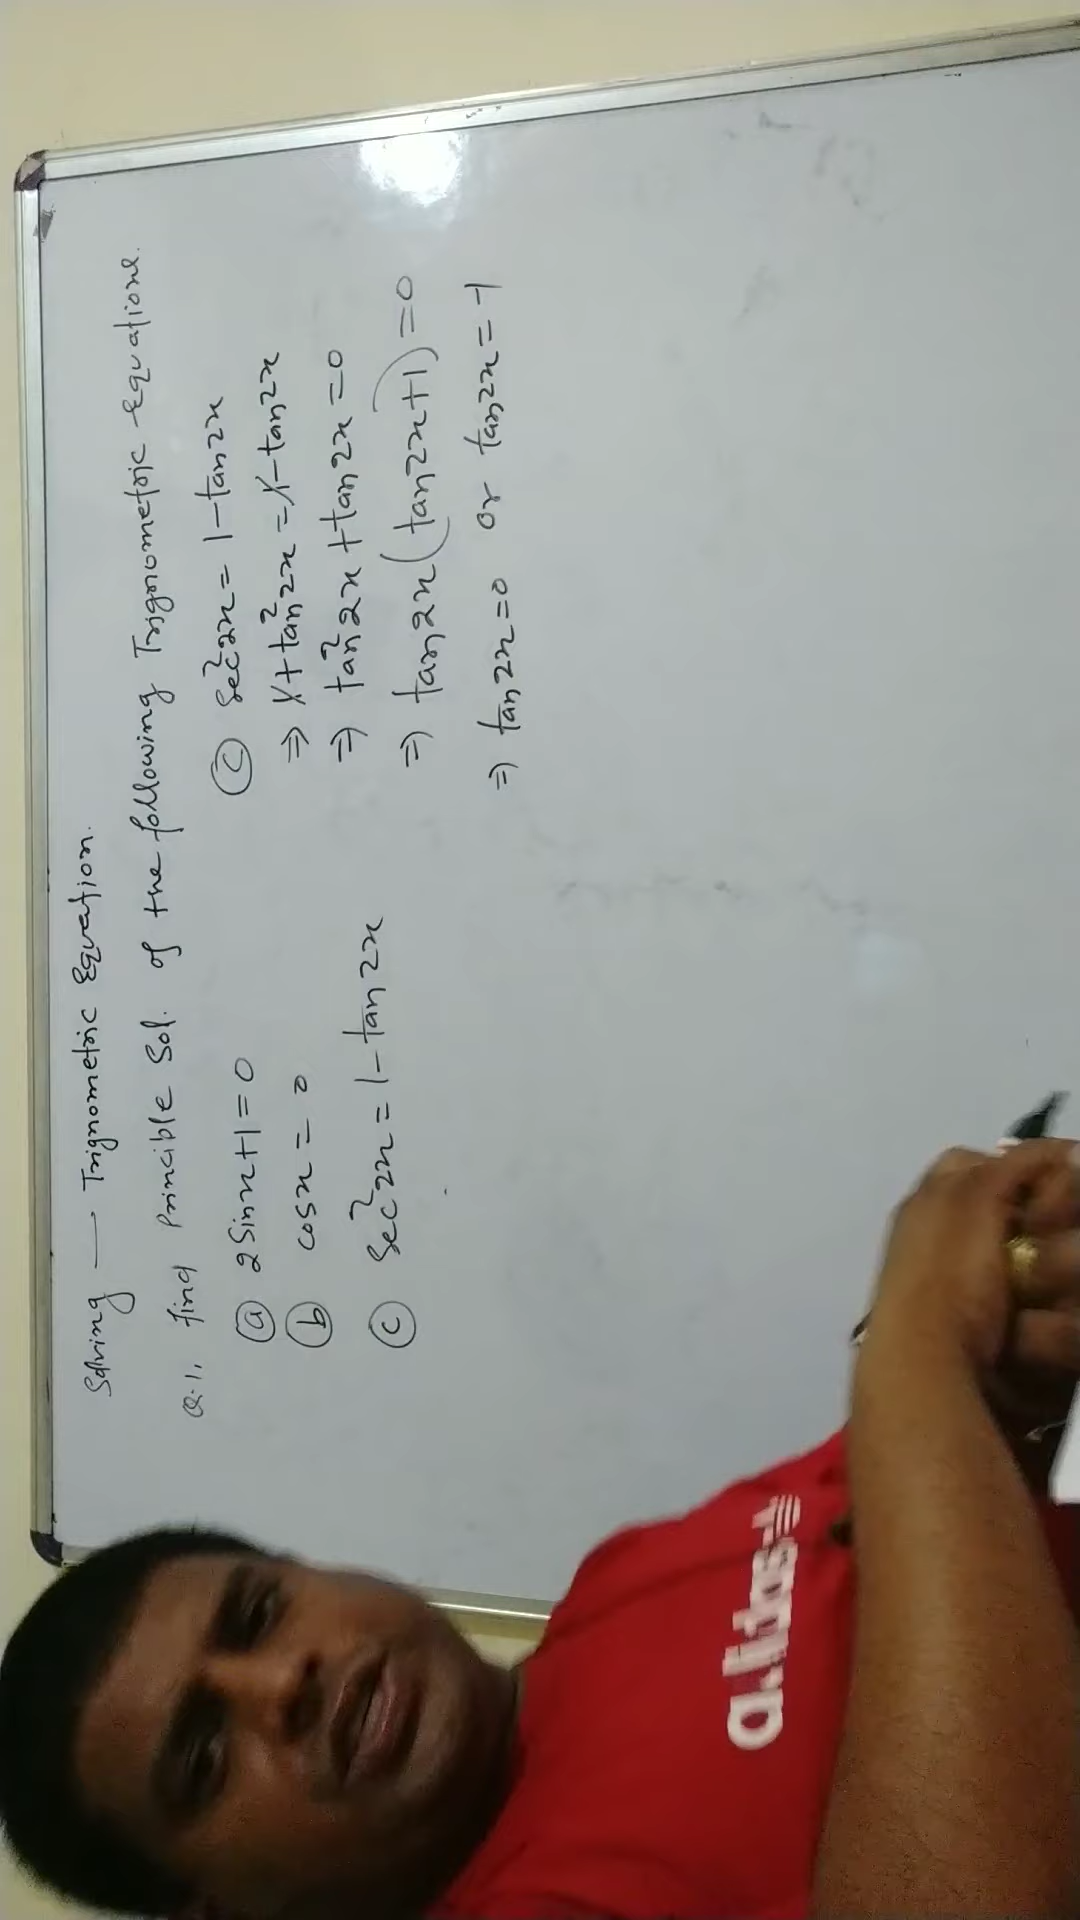 Solving — Trignometric Equation.
Q.1. find Principle Sol. of the following Trignometric equations.
(a) 2 sinx+1=0
(b) cosx = 0
(c) Sec²2x = 1-tan2x
(c) Sec²2x = 1-tan2x
⇒ 1+tan²2x = 1-tan2x
⇒ tan²2x+tan2x=0
⇒ tan2x(tan2x+1)=0
⇒ tan2x=0 or tan2x=-1
adidas